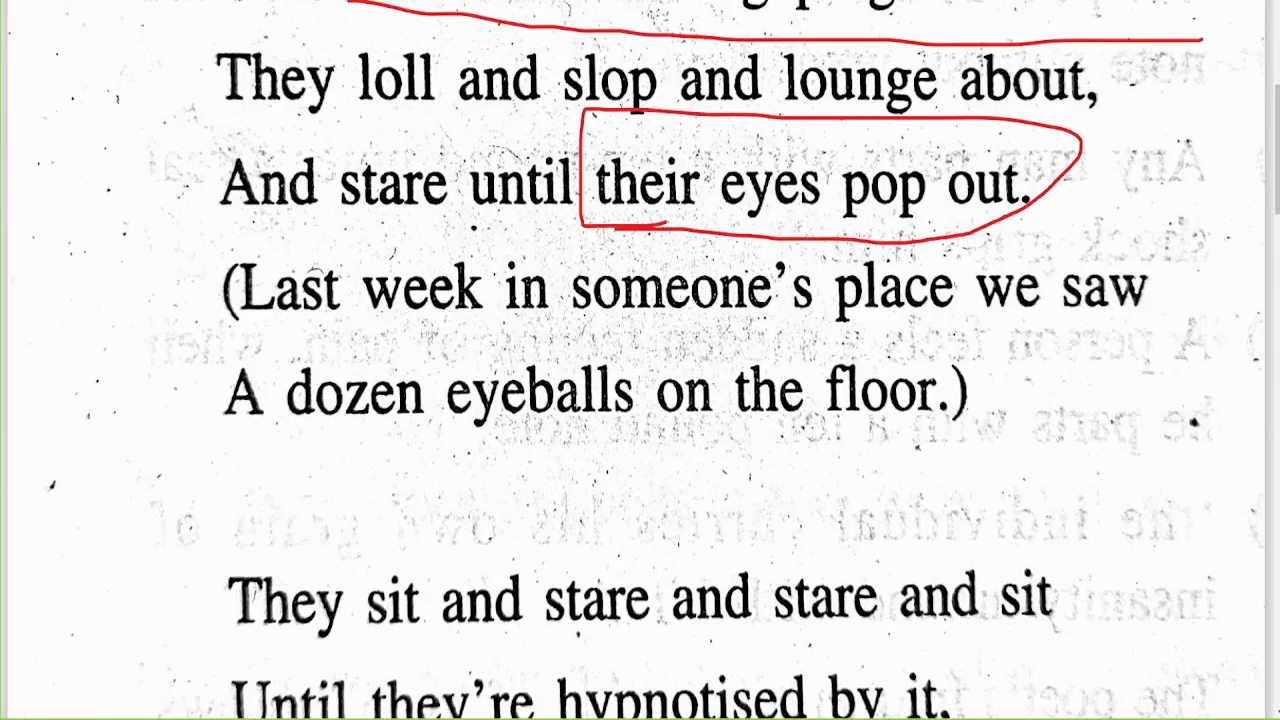 They loll and slop and lounge about,
And stare until their eyes pop out.
(Last week in someone's place we saw
A dozen eyeballs on the floor.)
They sit and stare and stare and sit
Until they're hypnotised by it,